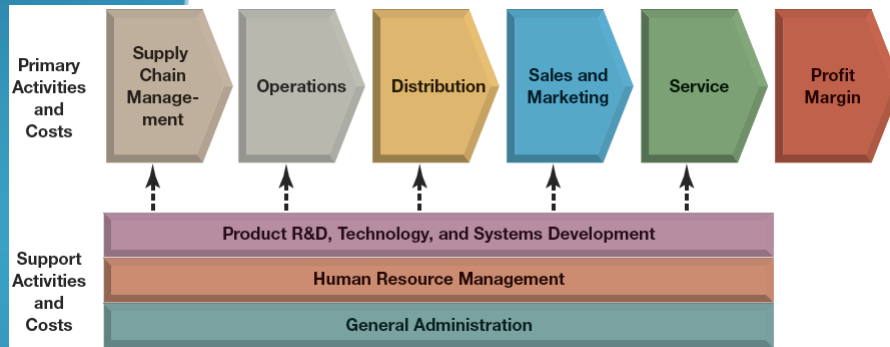 Primary
Activities
and
Costs
Supply
Chain
Manage-
ment
Operations
Distribution
Sales and
Marketing
Service
Profit
Margin
Support
Activities
and
Costs
Product R&D, Technology, and Systems Development
Human Resource Management
General Administration